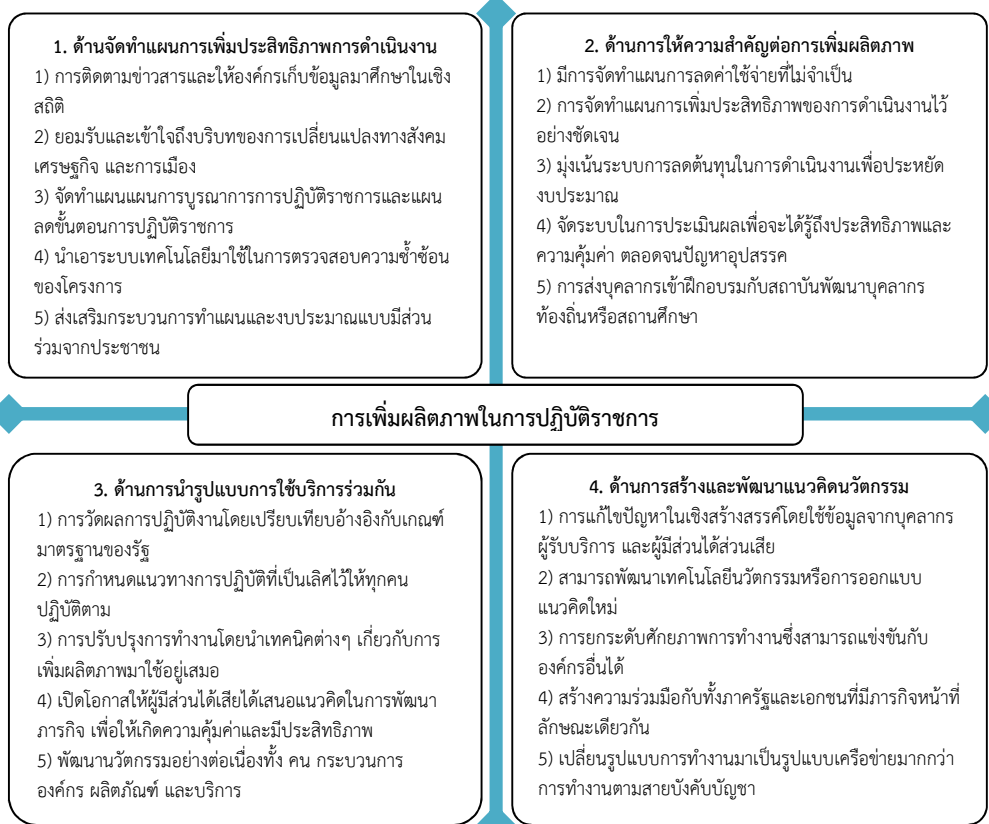 1. ด้านจัดทำแผนการเพิ่มประสิทธิภาพการดำเนินงาน
1) การติดตามข่าวสารและให้องค์กรเก็บข้อมูลมาศึกษาในเชิง
สถิติ
2) ยอมรับและเข้าใจถึงบริบทของการเปลี่ยนแปลงทางสังคม
เศรษฐกิจ และการเมือง
3) จัดทำแผนแผนการบูรณาการการปฏิบัติราชการและแผน
ลดขั้นตอนการปฏิบัติราชการ
4) นำเอาระบบเทคโนโลยีมาใช้ในการตรวจสอบความซ้ำซ้อน
ของโครงการ
5) ส่งเสริมกระบวนการทำแผนและงบประมาณแบบมีส่วน
ร่วมจากประชาชน
2. ด้านการให้ความสำคัญต่อการเพิ่มผลิตภาพ
1) มีการจัดทำแผนการลดค่าใช้จ่ายที่ไม่จำเป็น
2) การจัดทำแผนการเพิ่มประสิทธิภาพของการดำเนินงานไว้
อย่างชัดเจน
3) มุ่งเน้นระบบการลดต้นทุนในการดำเนินงานเพื่อประหยัด
งบประมาณ
4) จัดระบบในการประเมินผลเพื่อจะได้รู้ถึงประสิทธิภาพและ
ความคุ้มค่า ตลอดจนปัญหาอุปสรรค
5) การส่งบุคลากรเข้าฝึกอบรมกับสถาบันพัฒนาบุคลากร
ท้องถิ่นหรือสถานศึกษา
การเพิ่มผลิตภาพในการปฏิบัติราชการ
3. ด้านการนำรูปแบบการใช้บริการร่วมกัน
1) การวัดผลการปฏิบัติงานโดยเปรียบเทียบอ้างอิงกับเกณฑ์
มาตรฐานของรัฐ
2) การกำหนดแนวทางการปฏิบัติที่เป็นเลิศไว้ให้ทุกคน
ปฏิบัติตาม
3) การปรับปรุงการทำงานโดยนำเทคนิคต่างๆ เกี่ยวกับการ
เพิ่มผลิตภาพมาใช้อยู่เสมอ
4) เปิดโอกาสให้ผู้มีส่วนได้เสียได้เสนอแนวคิดในการพัฒนา
ภารกิจ เพื่อให้เกิดความคุ้มค่าและมีประสิทธิภาพ
5) พัฒนานวัตกรรมอย่างต่อเนื่องทั้ง คน กระบวนการ
องค์กร ผลิตภัณฑ์ และบริการ
4. ด้านการสร้างและพัฒนาแนวคิดนวัตกรรม
1) การแก้ไขปัญหาในเชิงสร้างสรรค์โดยใช้ข้อมูลจากบุคลากร
ผู้รับบริการ และผู้มีส่วนได้ส่วนเสีย
2) สามารถพัฒนาเทคโนโลยีนวัตกรรมหรือการออกแบบ
แนวคิดใหม่
3) การยกระดับศักยภาพการทำงานซึ่งสามารถแข่งขันกับ
องค์กรอื่นได้
4) สร้างความร่วมมือกับทั้งภาครัฐและเอกชนที่มีภารกิจหน้าที่
ลักษณะเดียวกัน
5) เปลี่ยนรูปแบบการทำงานมาเป็นรูปแบบเครือข่ายมากกว่า
การทำงานตามสายบังคับบัญชา